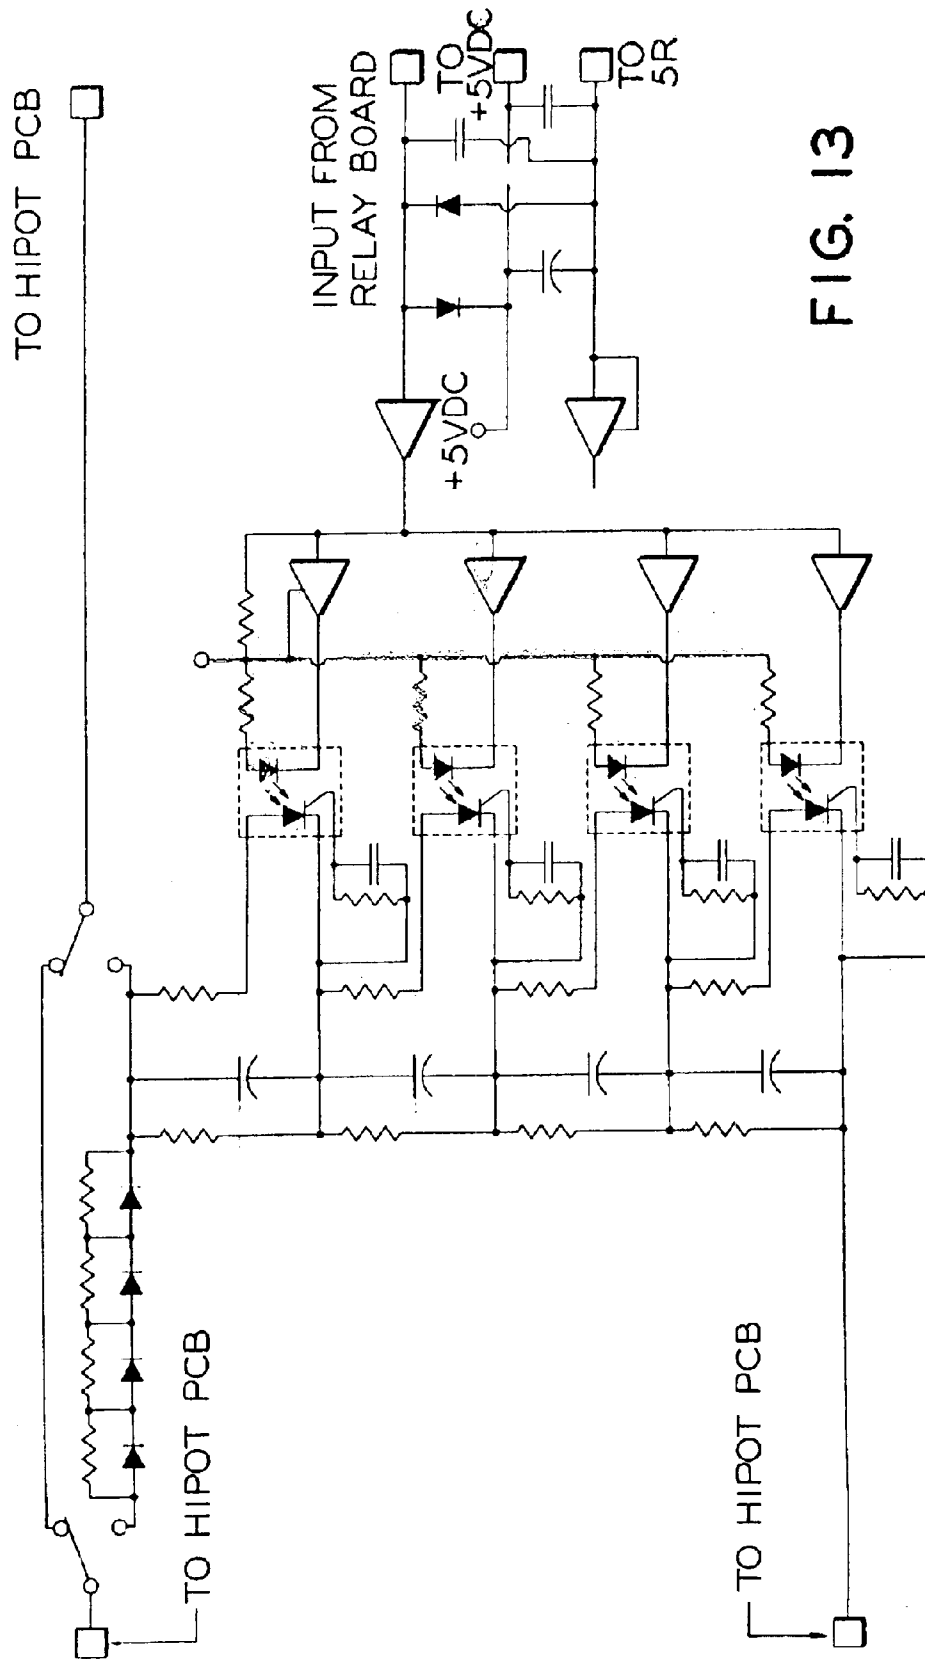 TO HIPOT PCB
INPUT FROM
RELAY BOARD
TO
+5VDC
TO
5R
+5VDC
TO HIPOT PCB
TO HIPOT PCB
FIG. 13